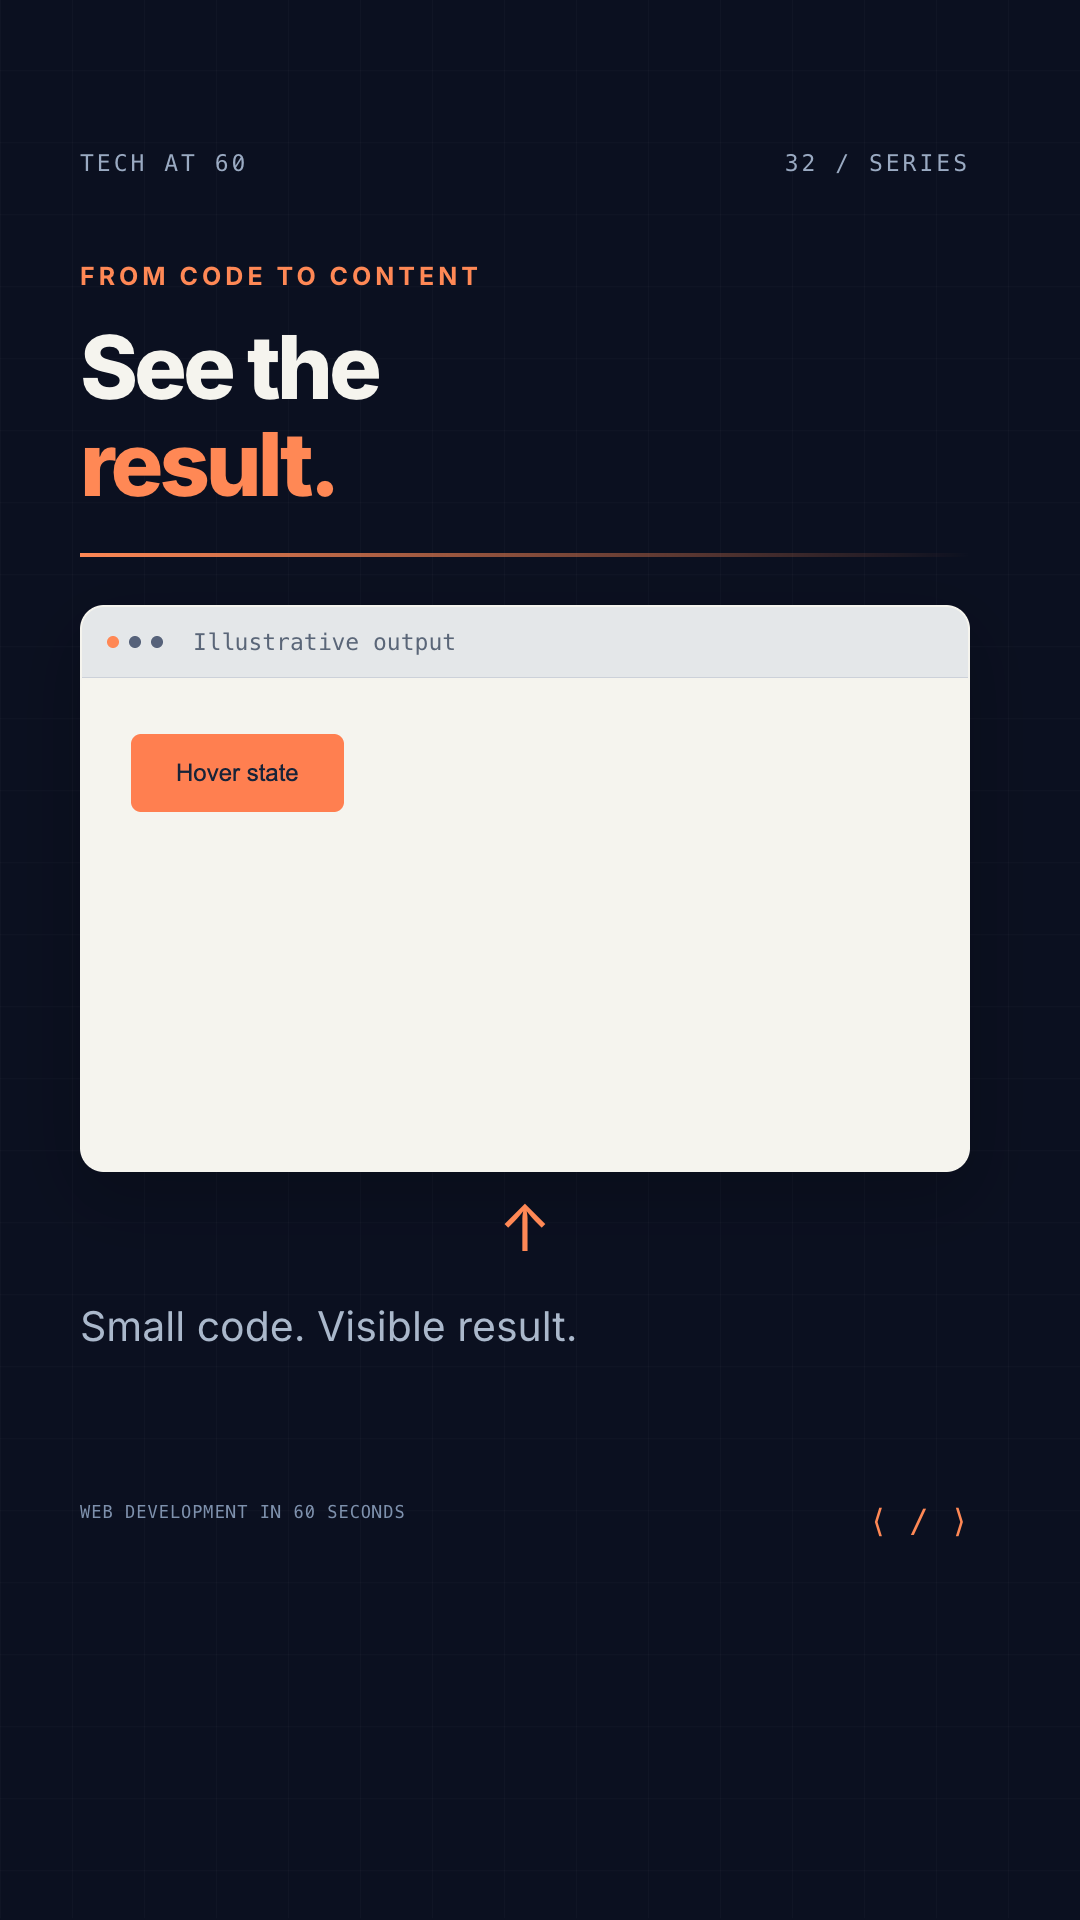 TECH AT 60
32 / SERIES
FROM CODE TO CONTENT
See the
result.
Illustrative output
Hover state
↑
Small code. Visible result.
WEB DEVELOPMENT IN 60 SECONDS
⟨ / ⟩